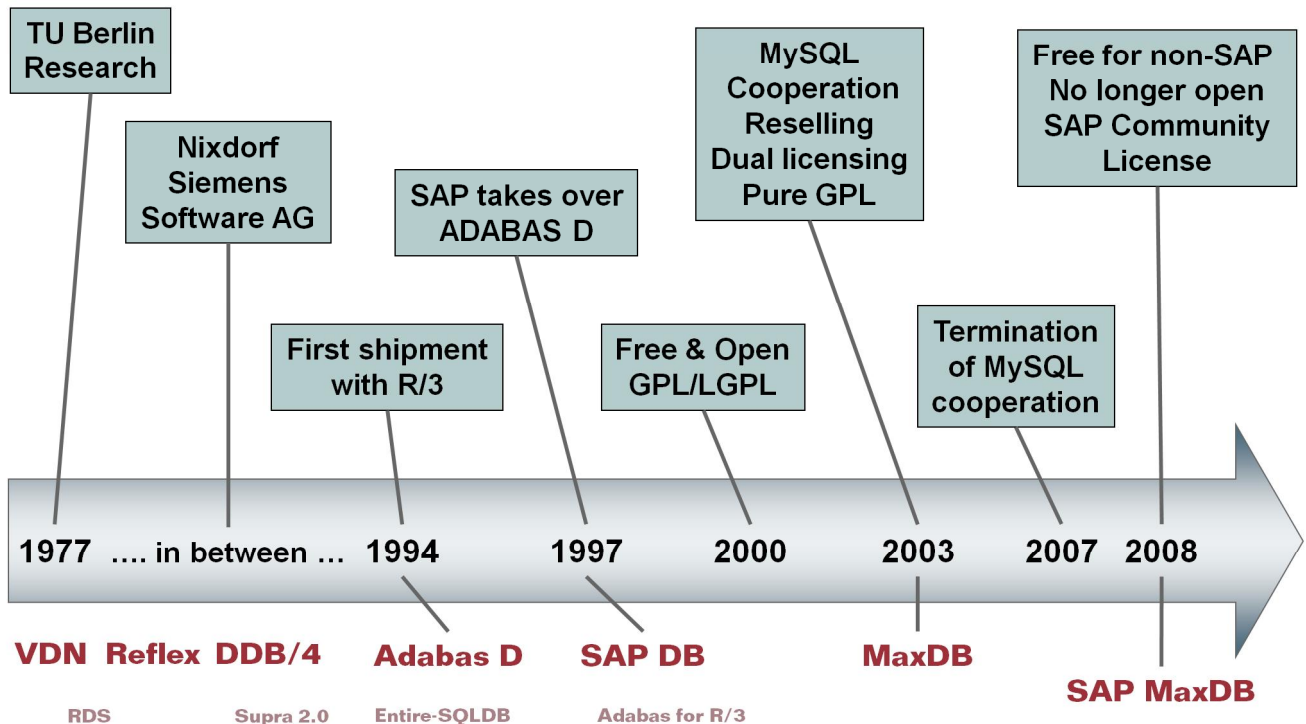 TU Berlin
Research
Nixdorf
Siemens
Software AG
First shipment
with R/3
SAP takes over
ADABAS D
Free & Open
GPL/LGPL
MySQL
Cooperation
Reselling
Dual licensing
Pure GPL
Termination
of MySQL
cooperation
Free for non-SAP
No longer open
SAP Community
License
1977 .... in between ... 1994 1997 2000 2003 2007 2008
VDN Reflex DDB/4 Adabas D SAP DB MaxDB
SAP MaxDB
RDS Supra 2.0 Entire-SQLDB Adabas for R/3